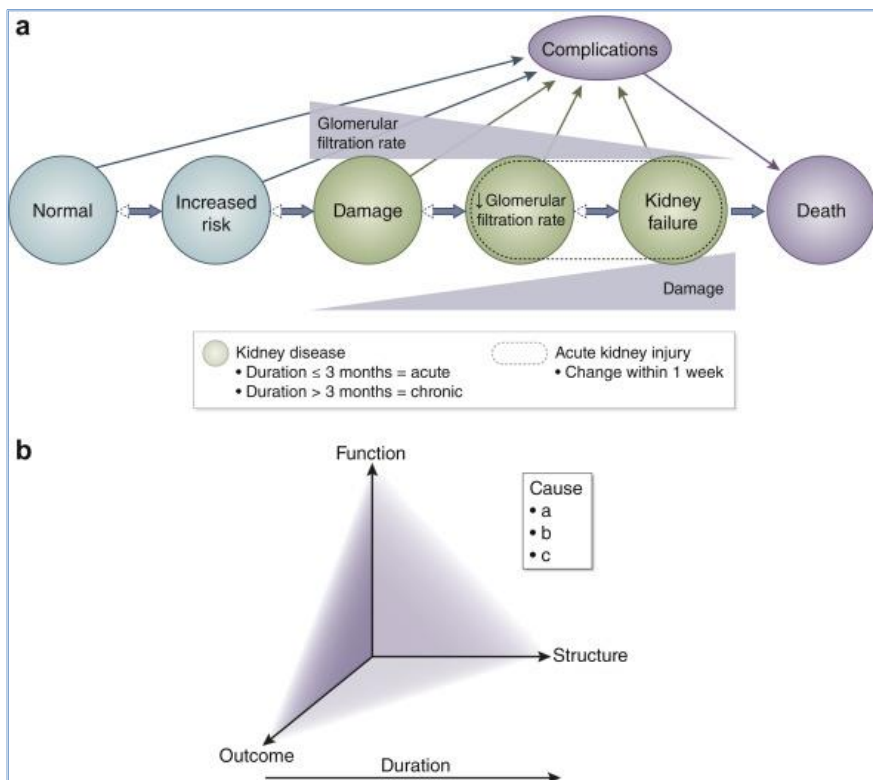 a
Complications
Glomerular
filtration rate
Normal
Increased
risk
Damage
↓ Glomerular
filtration rate
Kidney
failure
Death
Damage
Kidney disease
• Duration ≤ 3 months = acute
• Duration > 3 months = chronic
Acute kidney injury
• Change within 1 week
b
Function
Cause
• a
• b
• c
Structure
Outcome
Duration